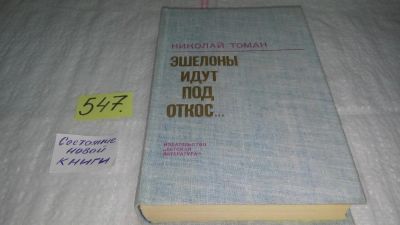 НИКОЛАЙ ТОМАН
ЭШЕЛОНЫ
ИДУТ
ПОД
ОТКОС...
ИЗДАТЕЛЬСТВО
«ДЕТСКАЯ
ЛИТЕРАТУРА»
547.
Состояние
новой
книги